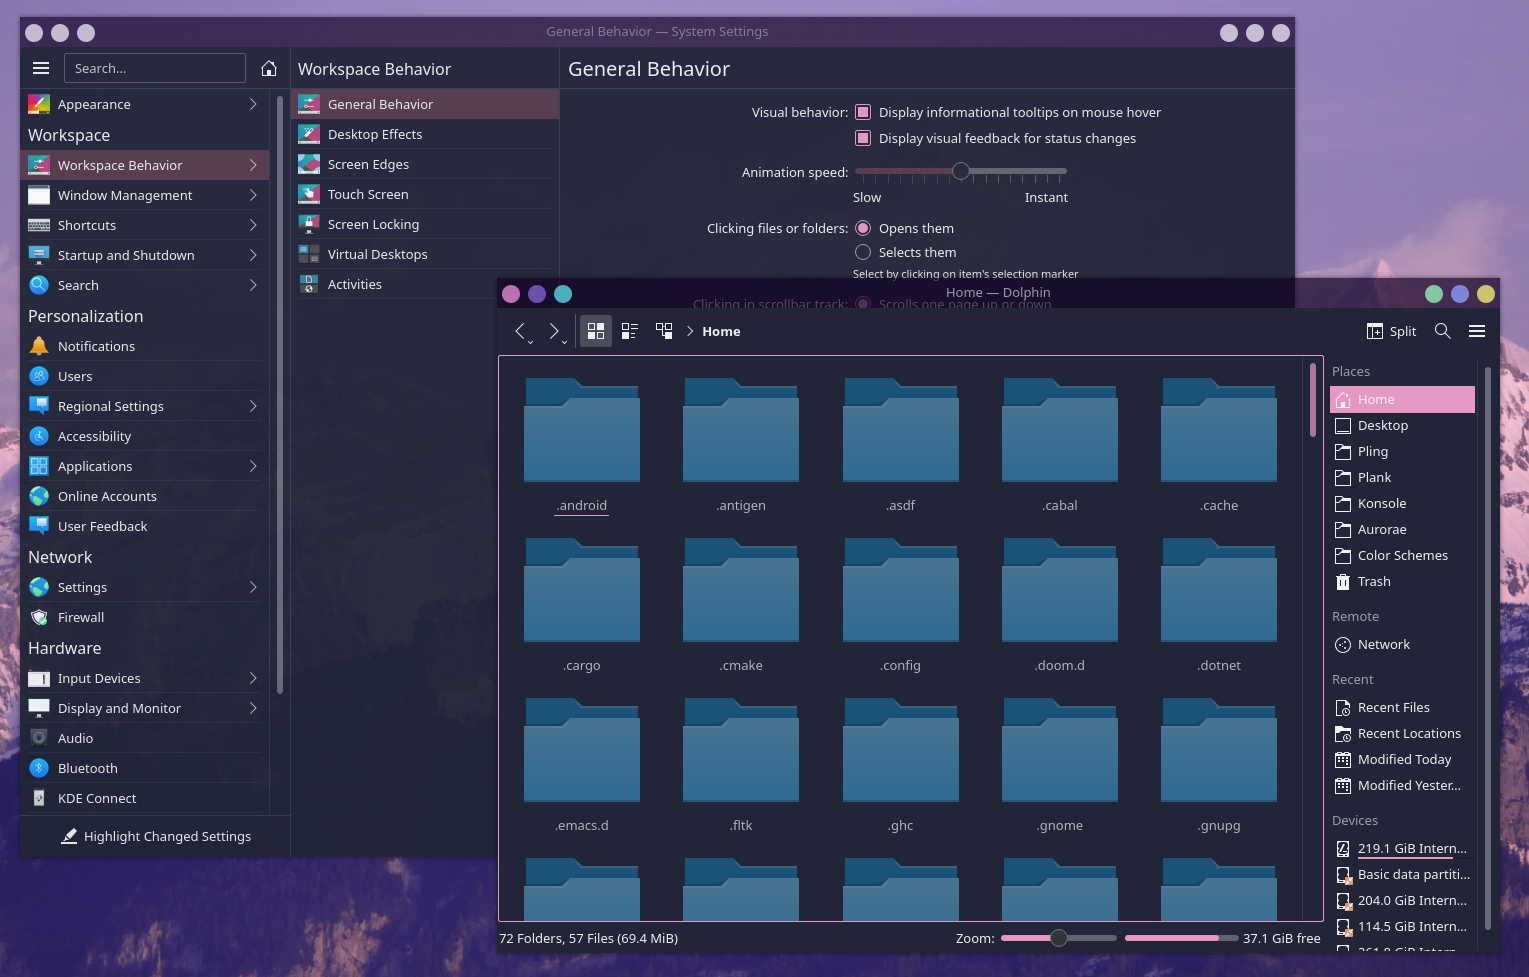 General Behavior — System Settings
Search...
Appearance
Workspace
Workspace Behavior
Window Management
Shortcuts
Startup and Shutdown
Search
Personalization
Notifications
Users
Regional Settings
Accessibility
Applications
Online Accounts
User Feedback
Network
Settings
Firewall
Hardware
Input Devices
Display and Monitor
Audio
Bluetooth
KDE Connect
Highlight Changed Settings
Workspace Behavior
General Behavior
Desktop Effects
Screen Edges
Touch Screen
Screen Locking
Virtual Desktops
Activities
General Behavior
Visual behavior: Display informational tooltips on mouse hover
Display visual feedback for status changes
Animation speed:
Slow Instant
Clicking files or folders: Opens them
Selects them
Select by clicking on item's selection marker
Clicking in scrollbar track: Scrolls one page up or down
Home — Dolphin
Home
Split
.android .antigen .asdf .cabal .cache
.cargo .cmake .config .doom.d .dotnet
.emacs.d .fltk .ghc .gnome .gnupg
72 Folders, 57 Files (69.4 MiB)
Zoom: 37.1 GiB free
Places
Home
Desktop
Pling
Plank
Konsole
Aurorae
Color Schemes
Trash
Remote
Network
Recent
Recent Files
Recent Locations
Modified Today
Modified Yester...
Devices
219.1 GiB Intern...
Basic data partiti...
204.0 GiB Intern...
114.5 GiB Intern...